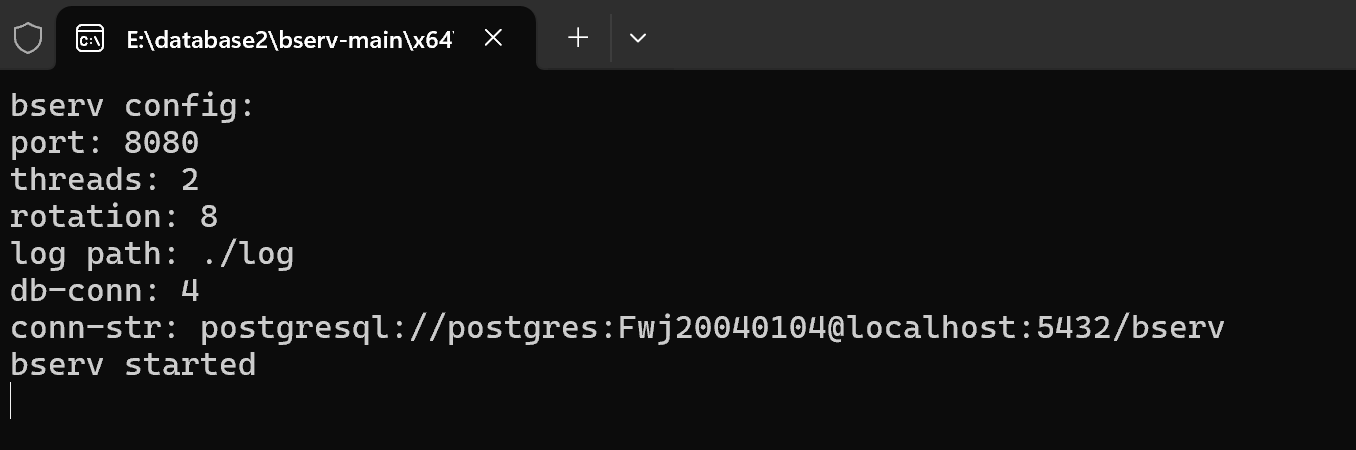 E:\database2\bserv-main\x64
bserv config:
port: 8080
threads: 2
rotation: 8
log path: ./log
db-conn: 4
conn-str: postgresql://postgres:Fwj20040104@localhost:5432/bserv
bserv started